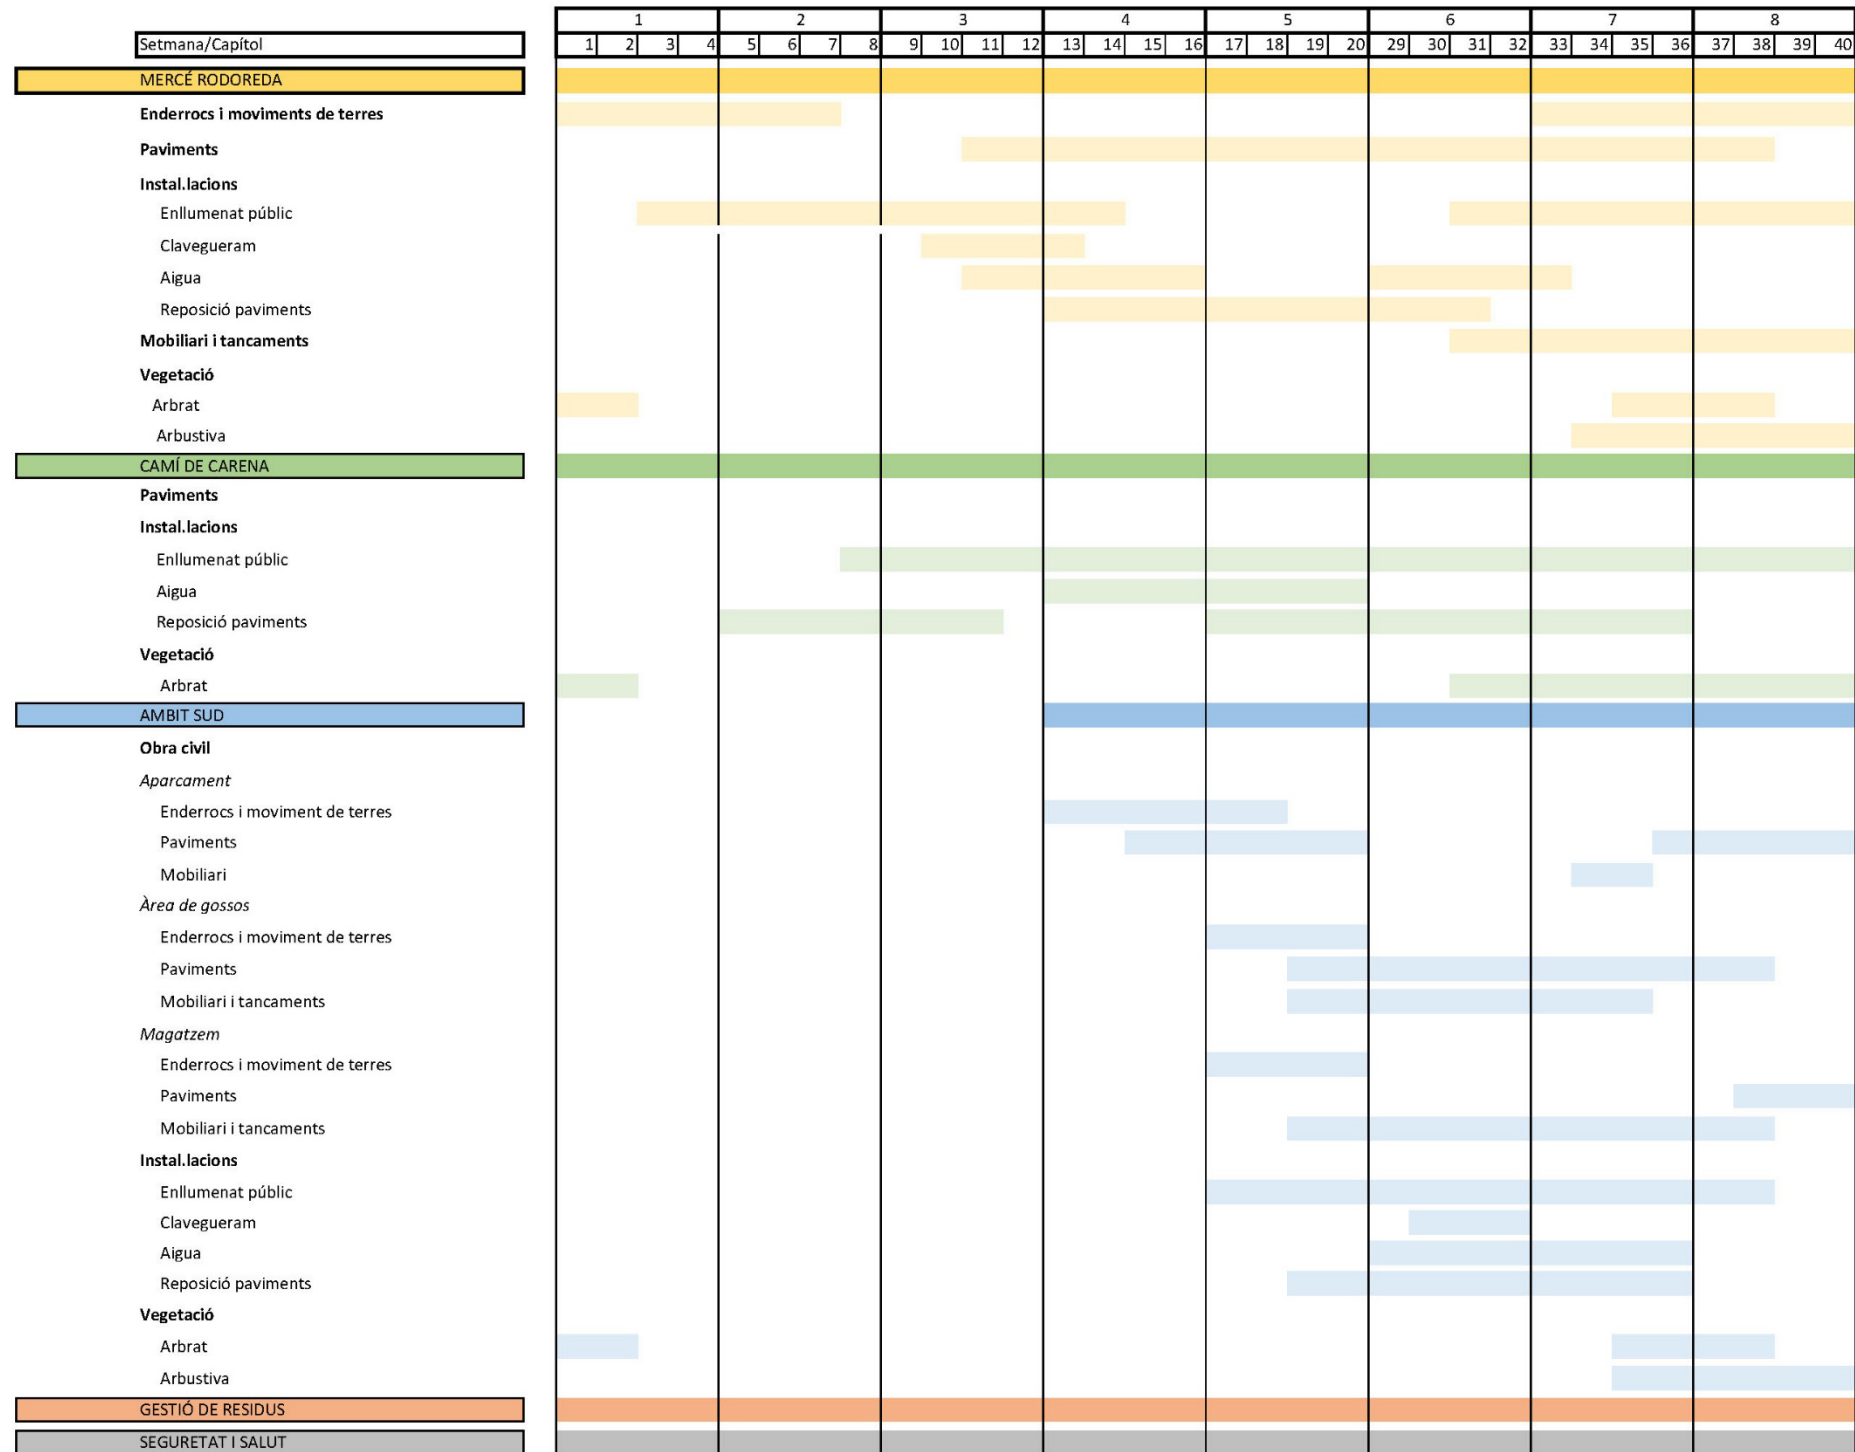 1 2 3 4 5 6 7 8
Setmana/Capítol 1 2 3 4 5 6 7 8 9 10 11 12 13 14 15 16 17 18 19 20 29 30 31 32 33 34 35 36 37 38 39 40
MERCÉ RODOREDA
Enderrocs i moviments de terres
Paviments
Instal.lacions
Enllumenat públic
Clavegueram
Aigua
Reposició paviments
Mobiliari i tancaments
Vegetació
Arbrat
Arbustiva
CAMÍ DE CARENA
Paviments
Instal.lacions
Enllumenat públic
Aigua
Reposició paviments
Vegetació
Arbrat
AMBIT SUD
Obra civil
Aparcament
Enderrocs i moviment de terres
Paviments
Mobiliari
Àrea de gossos
Enderrocs i moviment de terres
Paviments
Mobiliari i tancaments
Magatzem
Enderrocs i moviment de terres
Paviments
Mobiliari i tancaments
Instal.lacions
Enllumenat públic
Clavegueram
Aigua
Reposició paviments
Vegetació
Arbrat
Arbustiva
GESTIÓ DE RESIDUS
SEGURETAT I SALUT